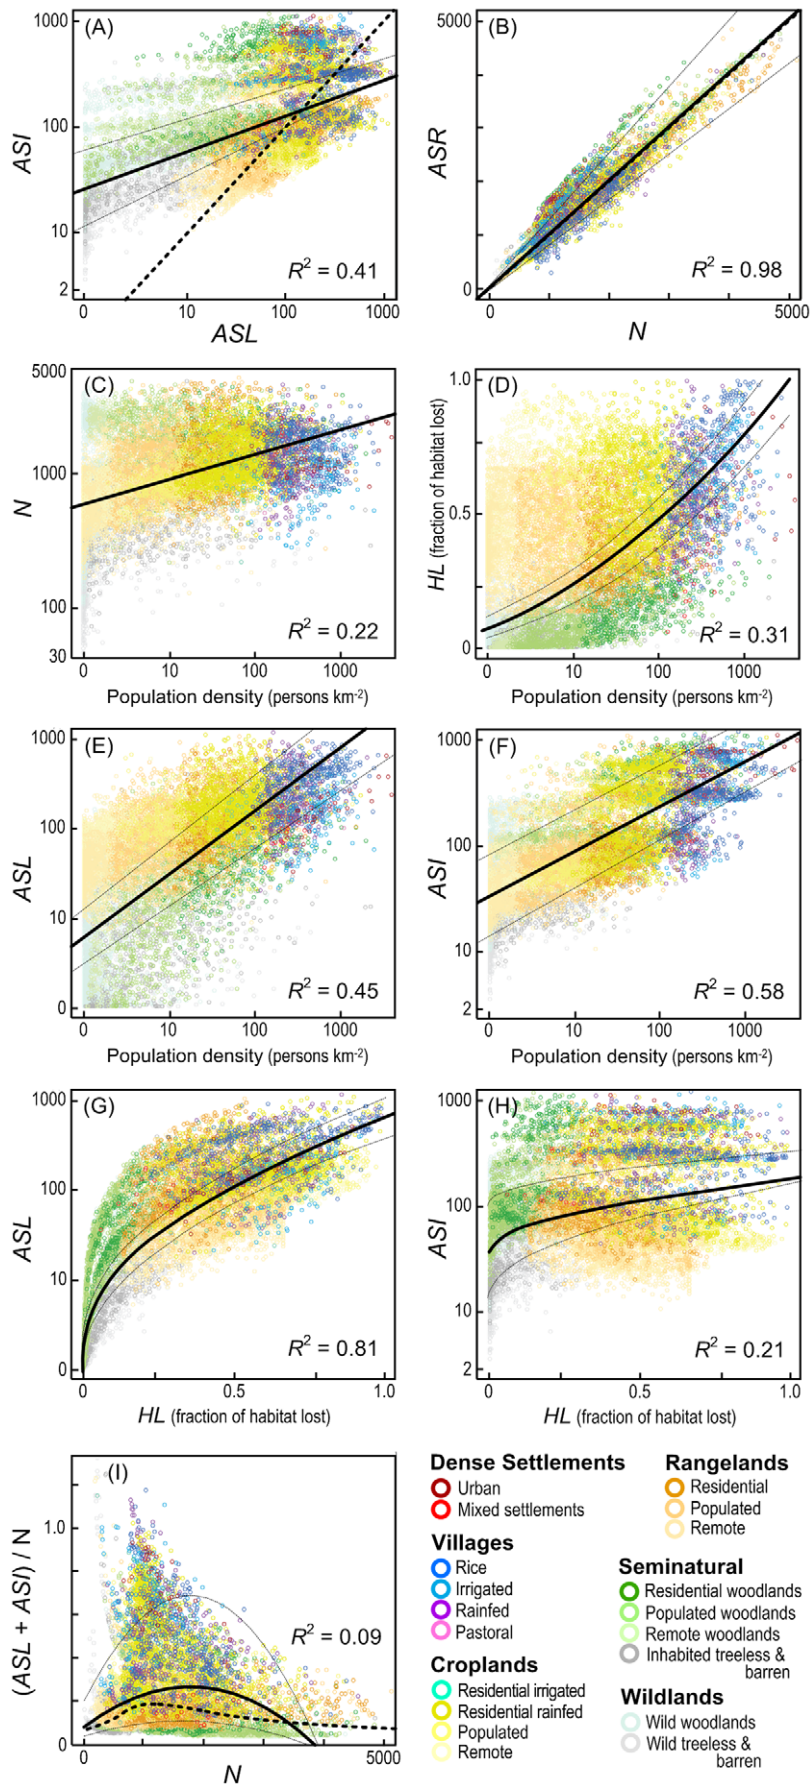 (A)
1000
100
10
2
ASI
R² = 0.41
0 10 100 1000
ASL
(B)
5000
0
ASR
R² = 0.98
0 5000
N
(C)
5000
1000
100
30
N
R² = 0.22
0 10 100 1000
Population density (persons km-2)
(D)
1.0
0.5
0
HL (fraction of habitat lost)
R² = 0.31
0 10 100 1000
Population density (persons km-2)
(E)
1000
100
10
0
ASL
R² = 0.45
0 10 100 1000
Population density (persons km-2)
(F)
1000
100
10
2
ASI
R² = 0.58
0 10 100 1000
Population density (persons km-2)
(G)
1000
100
10
0
ASL
R² = 0.81
0 0.5 1.0
HL (fraction of habitat lost)
(H)
1000
100
10
2
ASI
R² = 0.21
0 0.5 1.0
HL (fraction of habitat lost)
(I)
1.0
0
(ASL + ASI) / N
R² = 0.09
0 5000
N
Dense Settlements
Urban
Mixed settlements
Villages
Rice
Irrigated
Rainfed
Pastoral
Croplands
Residential irrigated
Residential rainfed
Populated
Remote
Rangelands
Residential
Populated
Remote
Seminatural
Residential woodlands
Populated woodlands
Remote woodlands
Inhabited treeless &
barren
Wildlands
Wild woodlands
Wild treeless &
barren